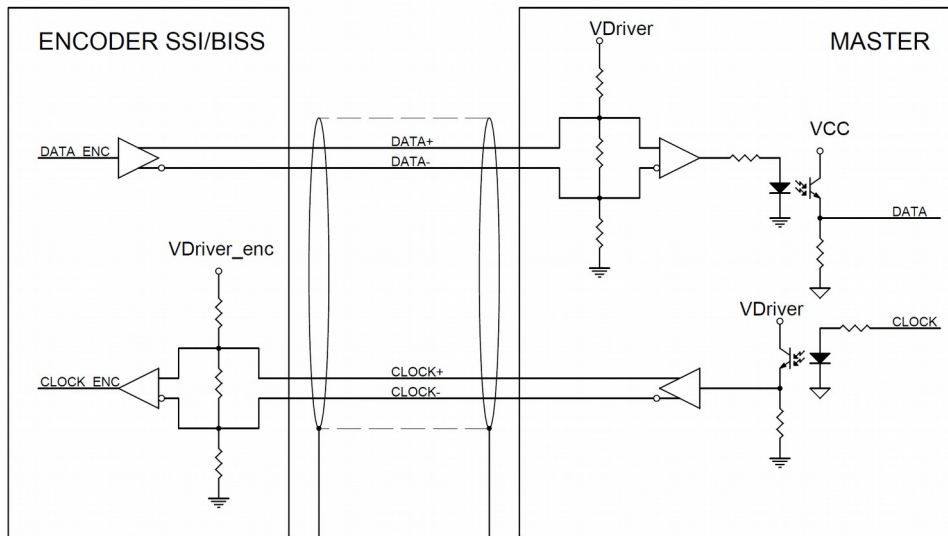 ENCODER SSI/BISS
MASTER
VDriver
VCC
DATA_ENC
DATA+
DATA-
DATA
VDriver_enc
VDriver
CLOCK
CLOCK_ENC
CLOCK+
CLOCK-